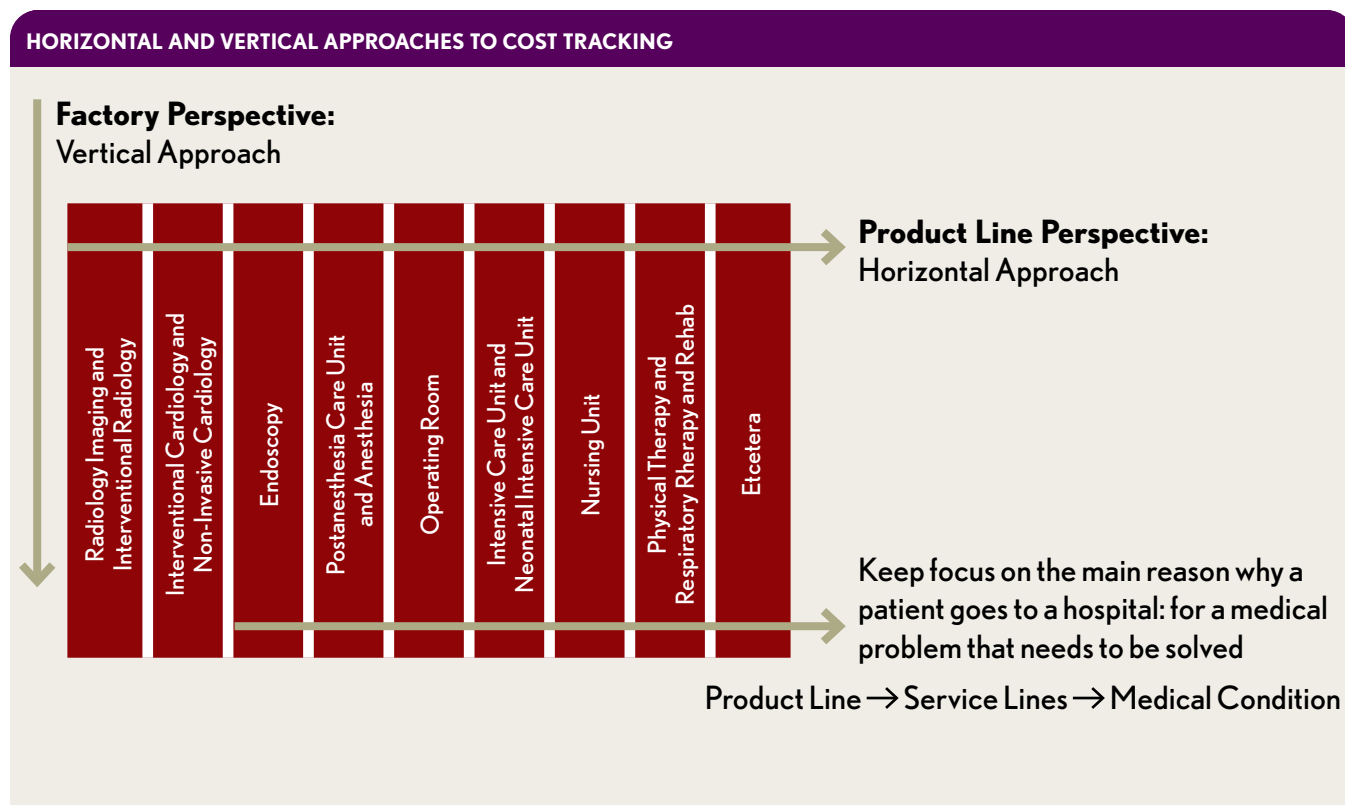 HORIZONTAL AND VERTICAL APPROACHES TO COST TRACKING
Factory Perspective:
Vertical Approach
Product Line Perspective:
Horizontal Approach
Radiology Imaging and
Interventional Radiology
Interventional Cardiology and
Non-Invasive Cardiology
Endoscopy
Postanesthesia Care Unit
and Anesthesia
Operating Room
Intensive Care Unit and
Neonatal Intensive Care Unit
Nursing Unit
Physical Therapy and
Respiratory Rherapy and Rehab
Etcetera
Keep focus on the main reason why a
patient goes to a hospital: for a medical
problem that needs to be solved
Product Line → Service Lines → Medical Condition